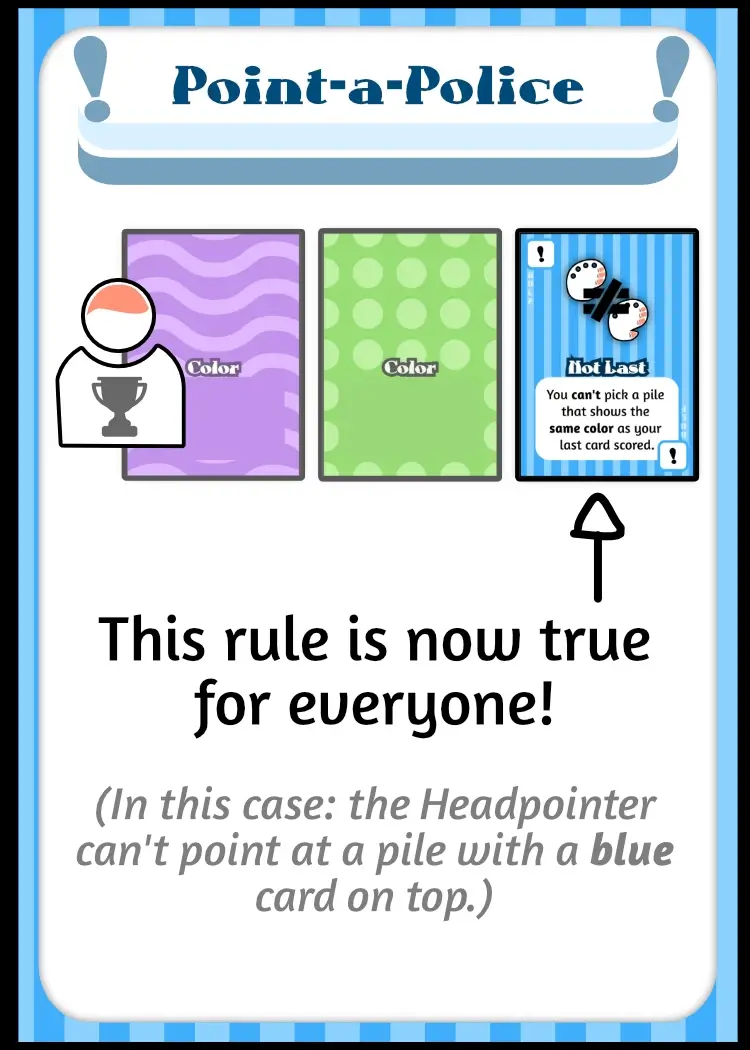 Point-a-Police
Color
Color
!
Not Last
You can't pick a pile
that shows the
same color as your
last card scored.
!
This rule is now true
for everyone!
(In this case: the Headpointer
can't point at a pile with a blue
card on top.)